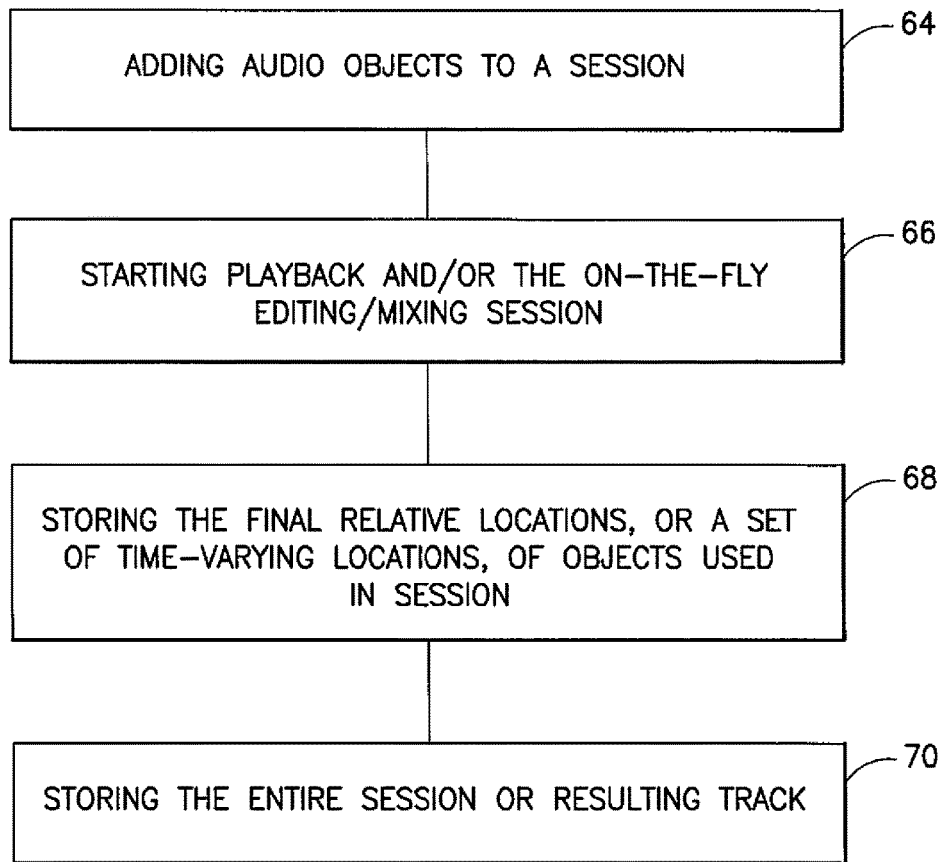 64
ADDING AUDIO OBJECTS TO A SESSION
66
STARTING PLAYBACK AND/OR THE ON-THE-FLY
EDITING/MIXING SESSION
68
STORING THE FINAL RELATIVE LOCATIONS, OR A SET
OF TIME-VARYING LOCATIONS, OF OBJECTS USED
IN SESSION
70
STORING THE ENTIRE SESSION OR RESULTING TRACK